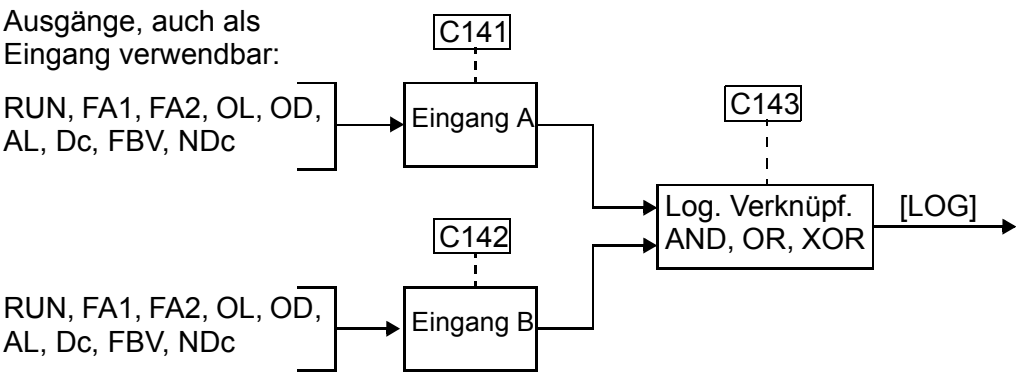 Ausgänge, auch als
Eingang verwendbar:
C141
RUN, FA1, FA2, OL, OD,
AL, Dc, FBV, NDc
Eingang A
C143
Log. Verknüpf.
AND, OR, XOR
[LOG]
C142
RUN, FA1, FA2, OL, OD,
AL, Dc, FBV, NDc
Eingang B